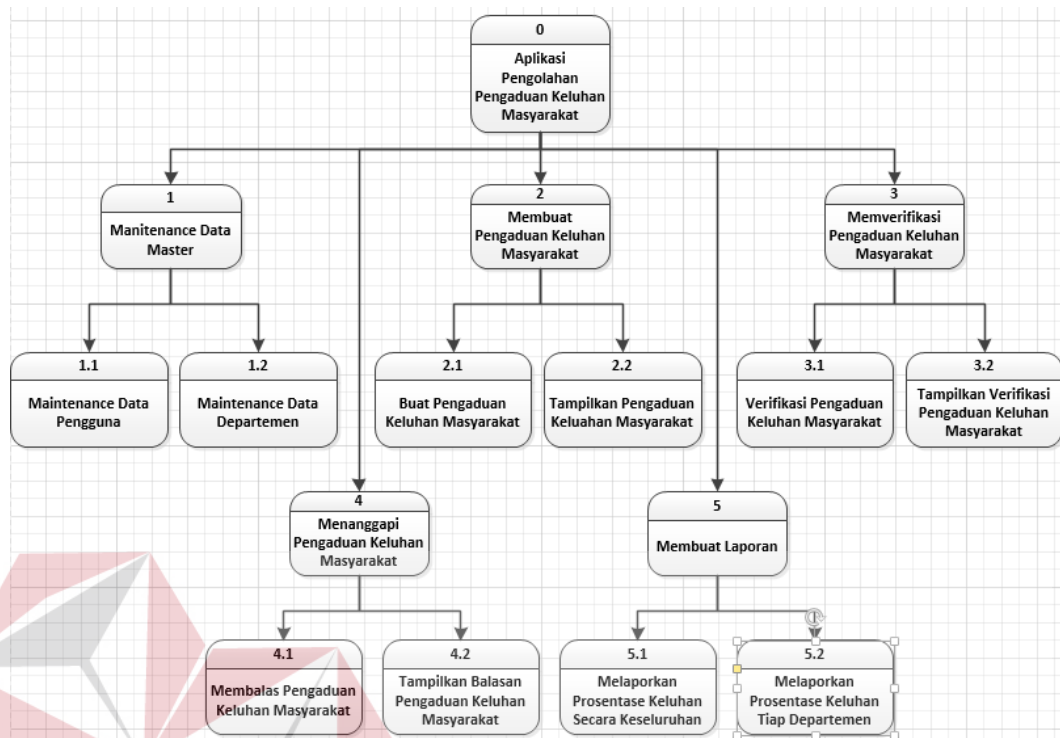 0
Aplikasi
Pengolahan
Pengaduan Keluhan
Masyarakat
1
Manitenance Data
Master
2
Membuat
Pengaduan Keluhan
Masyarakat
3
Memverifikasi
Pengaduan Keluhan
Masyarakat
1.1
Maintenance Data
Pengguna
1.2
Maintenance Data
Departemen
2.1
Buat Pengaduan
Keluhan Masyarakat
2.2
Tampilkan Pengaduan
Keluahan Masyarakat
3.1
Verifikasi Pengaduan
Keluhan Masyarakat
3.2
Tampilkan Verifikasi
Pengaduan Keluhan
Masyarakat
4
Menanggapi
Pengaduan Keluhan
Masyarakat
5
Membuat Laporan
4.1
Membalas Pengaduan
Keluhan Masyarakat
4.2
Tampilkan Balasan
Pengaduan Keluhan
Masyarakat
5.1
Melaporkan
Prosentase Keluhan
Secara Keseluruhan
5.2
Melaporkan
Prosentase Keluhan
Tiap Departemen